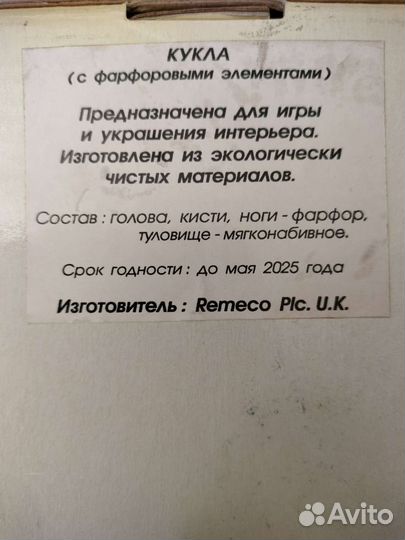 КУКЛА
(с фарфоровыми элементами)
Предназначена для игры
и украшения интерьера.
Изготовлена из экологически
чистых материалов.
Состав : голова, кисти, ноги - фарфор,
туловище - мягконабивное.
Срок годности : до мая 2025 года
Изготовитель : Remeco Plc. U.K.
Avito